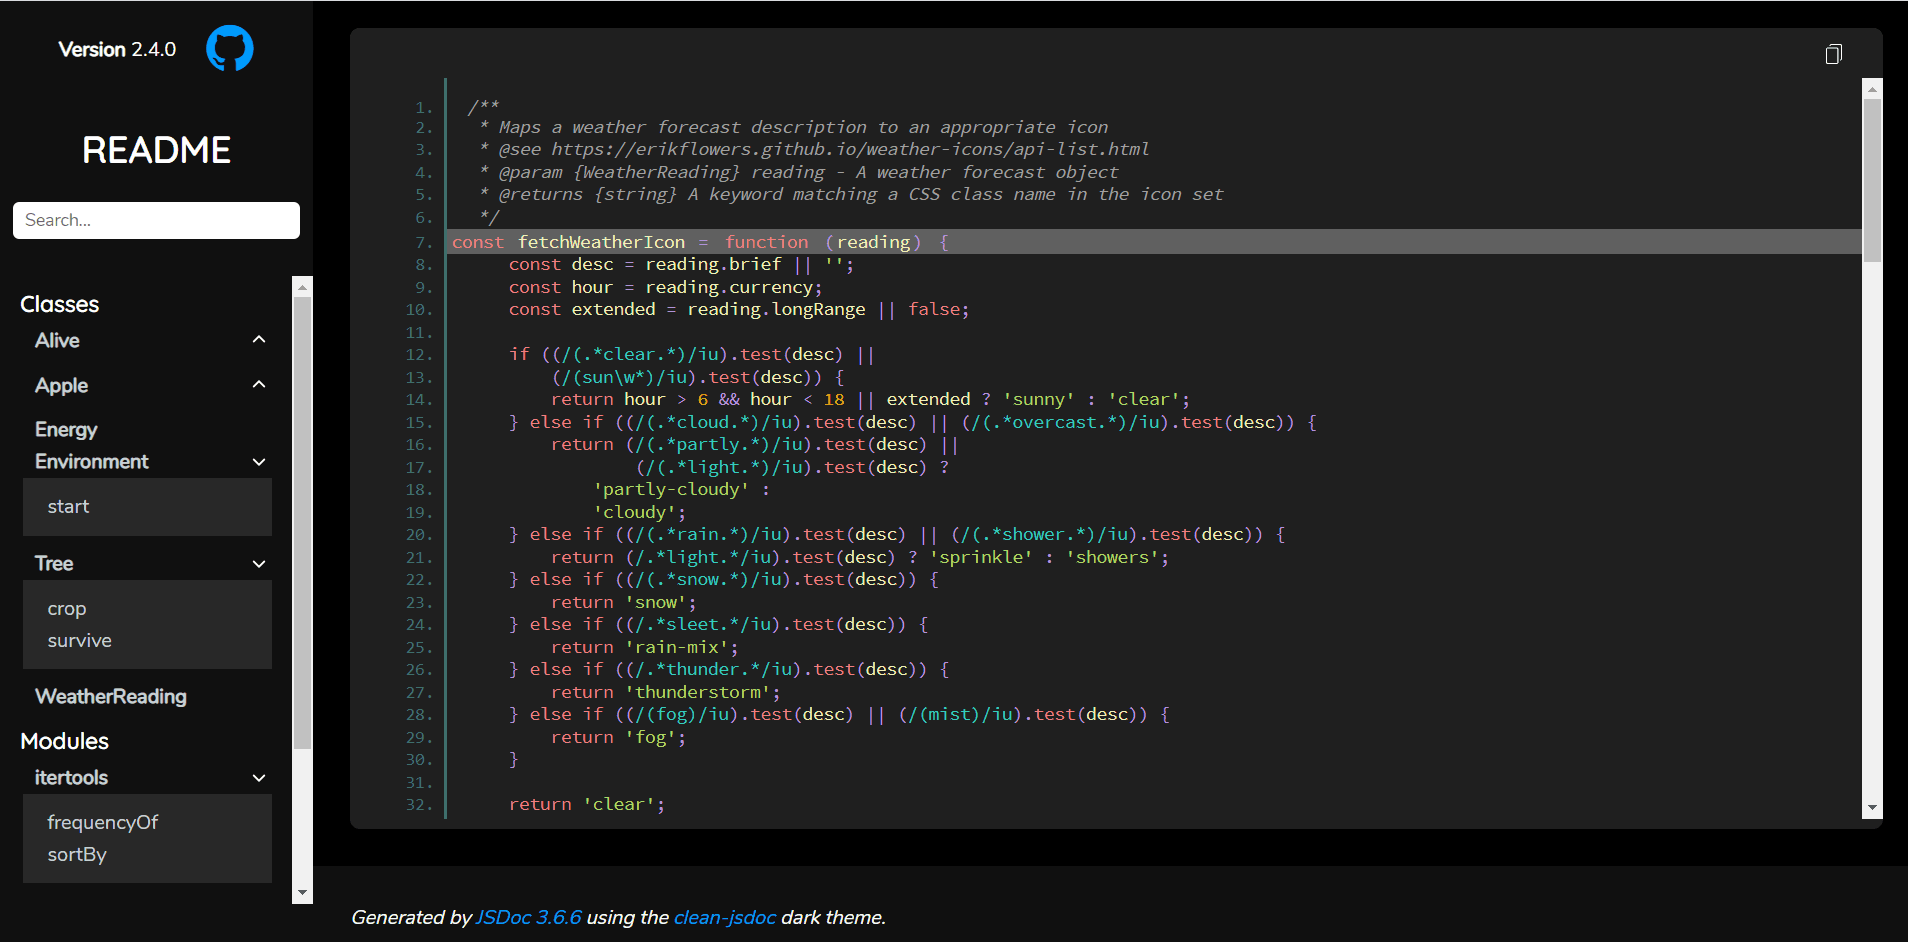 Version 2.4.0
README
Search...
Classes
Alive
Apple
Energy
Environment
start
Tree
crop
survive
WeatherReading
Modules
itertools
frequencyOf
sortBy
1. /**
2. * Maps a weather forecast description to an appropriate icon
3. * @see https://erikflowers.github.io/weather-icons/api-list.html
4. * @param {WeatherReading} reading - A weather forecast object
5. * @returns {string} A keyword matching a CSS class name in the icon set
6. */
7. const fetchWeatherIcon = function (reading) {
8. const desc = reading.brief || '';
9. const hour = reading.currency;
10. const extended = reading.longRange || false;
11.
12. if ((/(.*clear.*)/iu).test(desc) ||
13. (/(sun\w*)/iu).test(desc)) {
14. return hour > 6 && hour < 18 || extended ? 'sunny' : 'clear';
15. } else if ((/(.*cloud.*)/iu).test(desc) || (/(.*overcast.*)/iu).test(desc)) {
16. return (/(.*partly.*)/iu).test(desc) ||
17. (/(.*light.*)/iu).test(desc) ?
18. 'partly-cloudy' :
19. 'cloudy';
20. } else if ((/(.*rain.*)/iu).test(desc) || (/(.*shower.*)/iu).test(desc)) {
21. return (/.*light.*/iu).test(desc) ? 'sprinkle' : 'showers';
22. } else if ((/(.*snow.*)/iu).test(desc)) {
23. return 'snow';
24. } else if ((/.*sleet.*/iu).test(desc)) {
25. return 'rain-mix';
26. } else if ((/.*thunder.*/iu).test(desc)) {
27. return 'thunderstorm';
28. } else if ((/(fog)/iu).test(desc) || (/(mist)/iu).test(desc)) {
29. return 'fog';
30. }
31.
32. return 'clear';
Generated by JSDoc 3.6.6 using the clean-jsdoc dark theme.